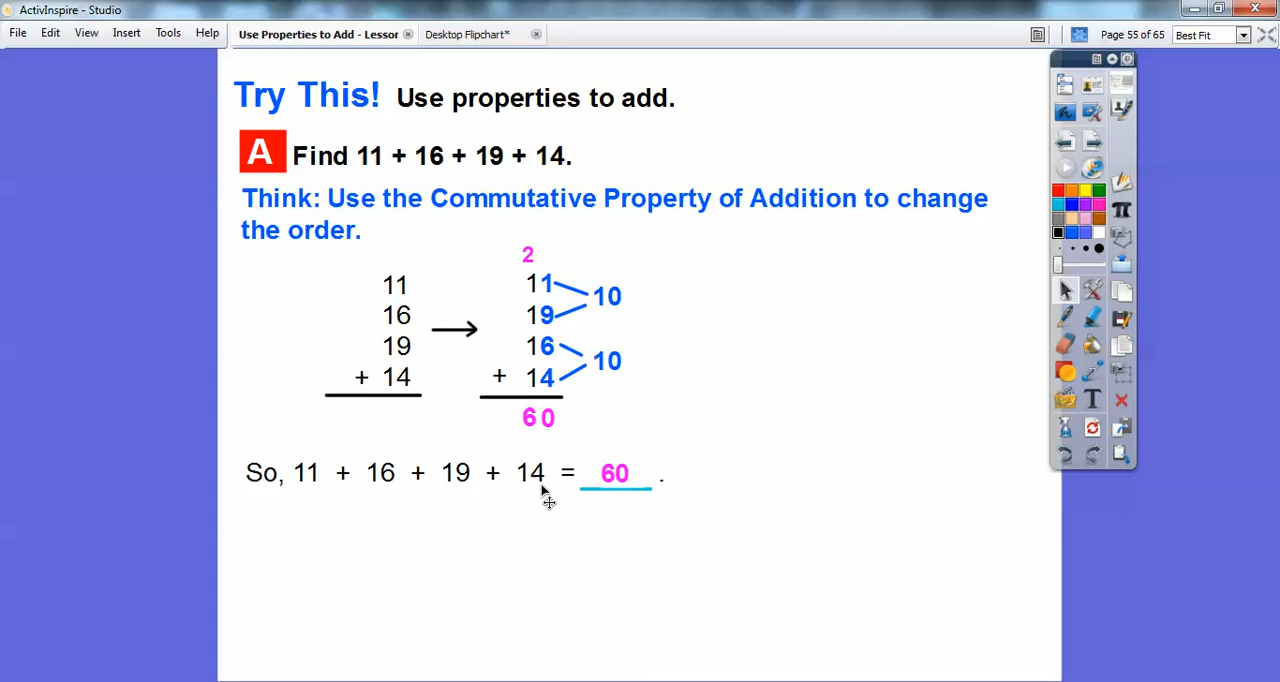 ActivInspire - Studio
File Edit View Insert Tools Help Use Properties to Add - Lesson Desktop Flipchart* Page 55 of 65 Best Fit
Try This! Use properties to add.
A Find 11 + 16 + 19 + 14.
Think: Use the Commutative Property of Addition to change
the order.
2
11 11 10
16 19
19 16 10
+ 14 + 14
60
So, 11 + 16 + 19 + 14 = 60 .